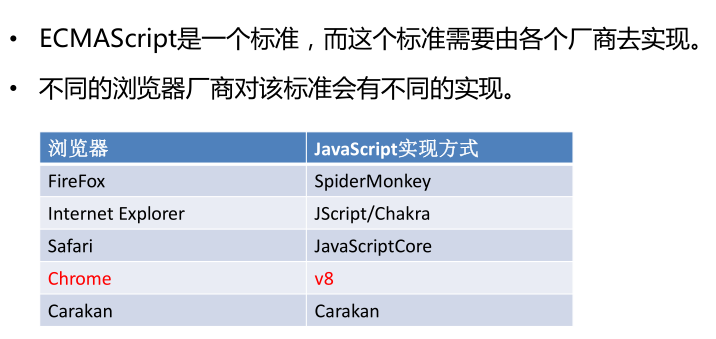 • ECMAScript是一个标准，而这个标准需要由各个厂商去实现。
• 不同的浏览器厂商对该标准会有不同的实现。
浏览器 JavaScript实现方式
FireFox SpiderMonkey
Internet Explorer JScript/Chakra
Safari JavaScriptCore
Chrome v8
Carakan Carakan